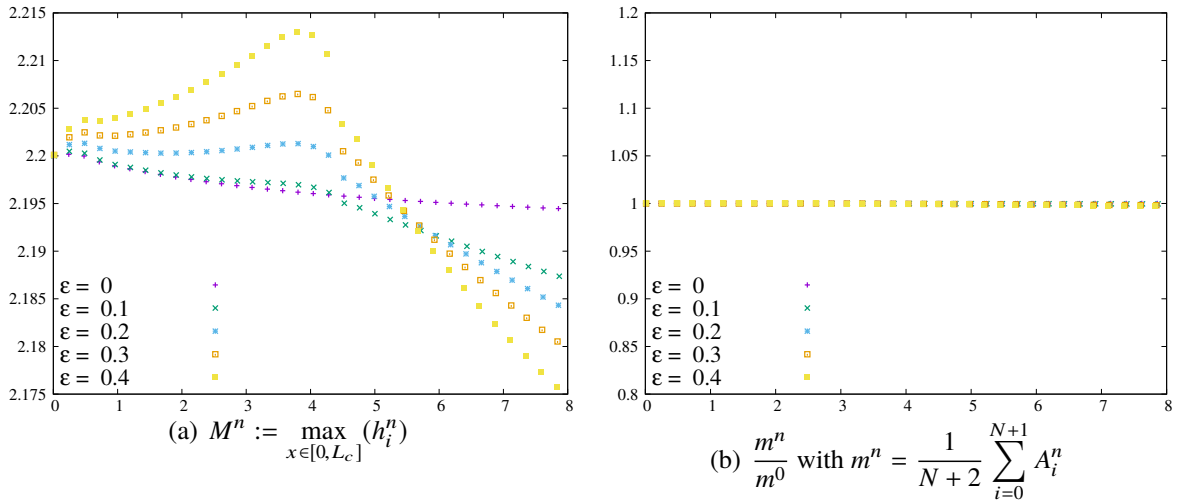 2.215
2.21
2.205
2.2
2.195
2.19
2.185
2.18
2.175
ε = 0
ε = 0.1
ε = 0.2
ε = 0.3
ε = 0.4
0 1 2 3 4 5 6 7 8
(a) M^n := max_{x∈[0,L_c]} (h_i^n)
1.2
1.15
1.1
1.05
1
0.95
0.9
0.85
0.8
ε = 0
ε = 0.1
ε = 0.2
ε = 0.3
ε = 0.4
0 1 2 3 4 5 6 7 8
(b) m^n/m^0 with m^n = 1/(N + 2) ∑_{i=0}^{N+1} A_i^n